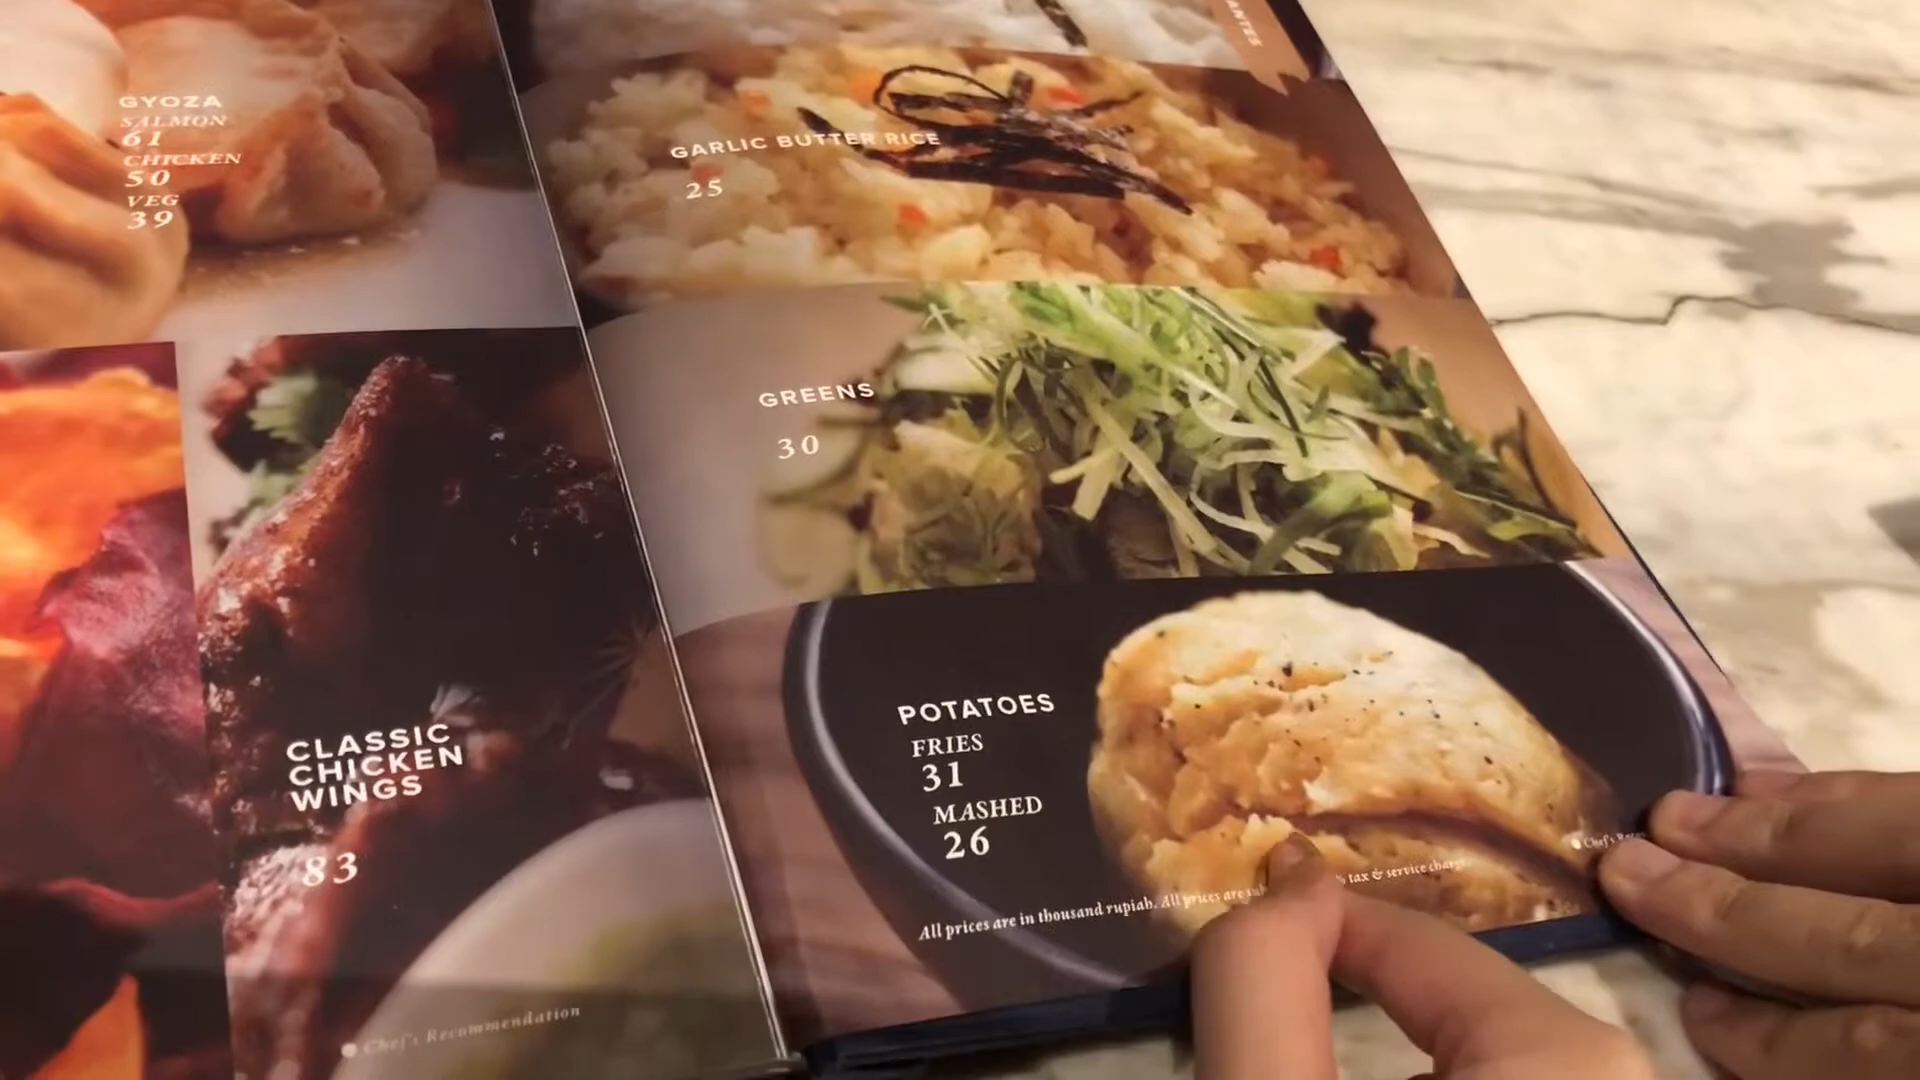 GYOZA
SALMON
61
CHICKEN
50
VEG
39
CLASSIC
CHICKEN
WINGS
83
Chef's Recommendation
GARLIC BUTTER RICE
25
GREENS
30
POTATOES
FRIES
31
MASHED
26
Chef's
All prices are in thousand rupiah. All prices are tax & service charge